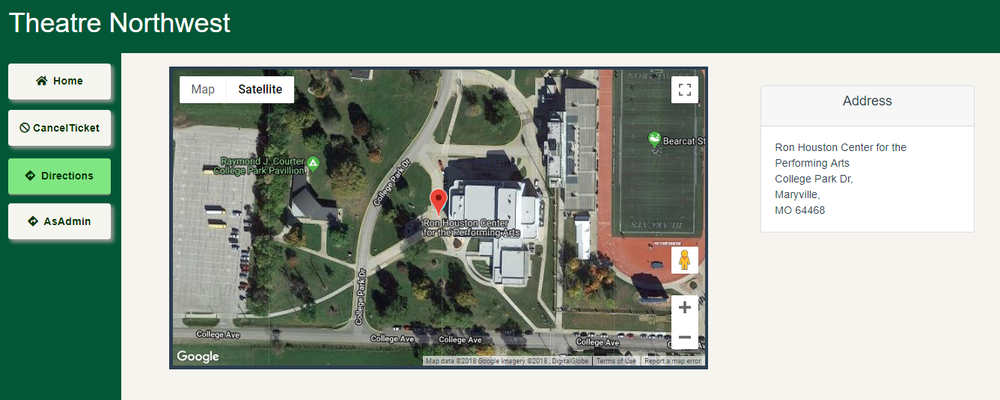 Theatre Northwest
Home
CancelTicket
Directions
AsAdmin
Map
Satellite
NORTHWEST
Bearcat St
Raymond J. Courter
College Park Pavillion
College Park Dr
Ron Houston Center
for the Performing Arts
BEARCATS
College Park Dr
College Ave
College Ave
College Ave
College Ave
Google
Map data ©2018 Google Imagery ©2018 , DigitalGlobe
Terms of Use
Report a map error
Address
Ron Houston Center for the
Performing Arts
College Park Dr,
Maryville,
MO 64468